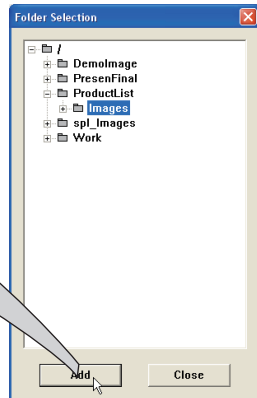 Folder Selection
/
DemoImage
PresenFinal
ProductList
Images
spl_Images
Work
Add
Close